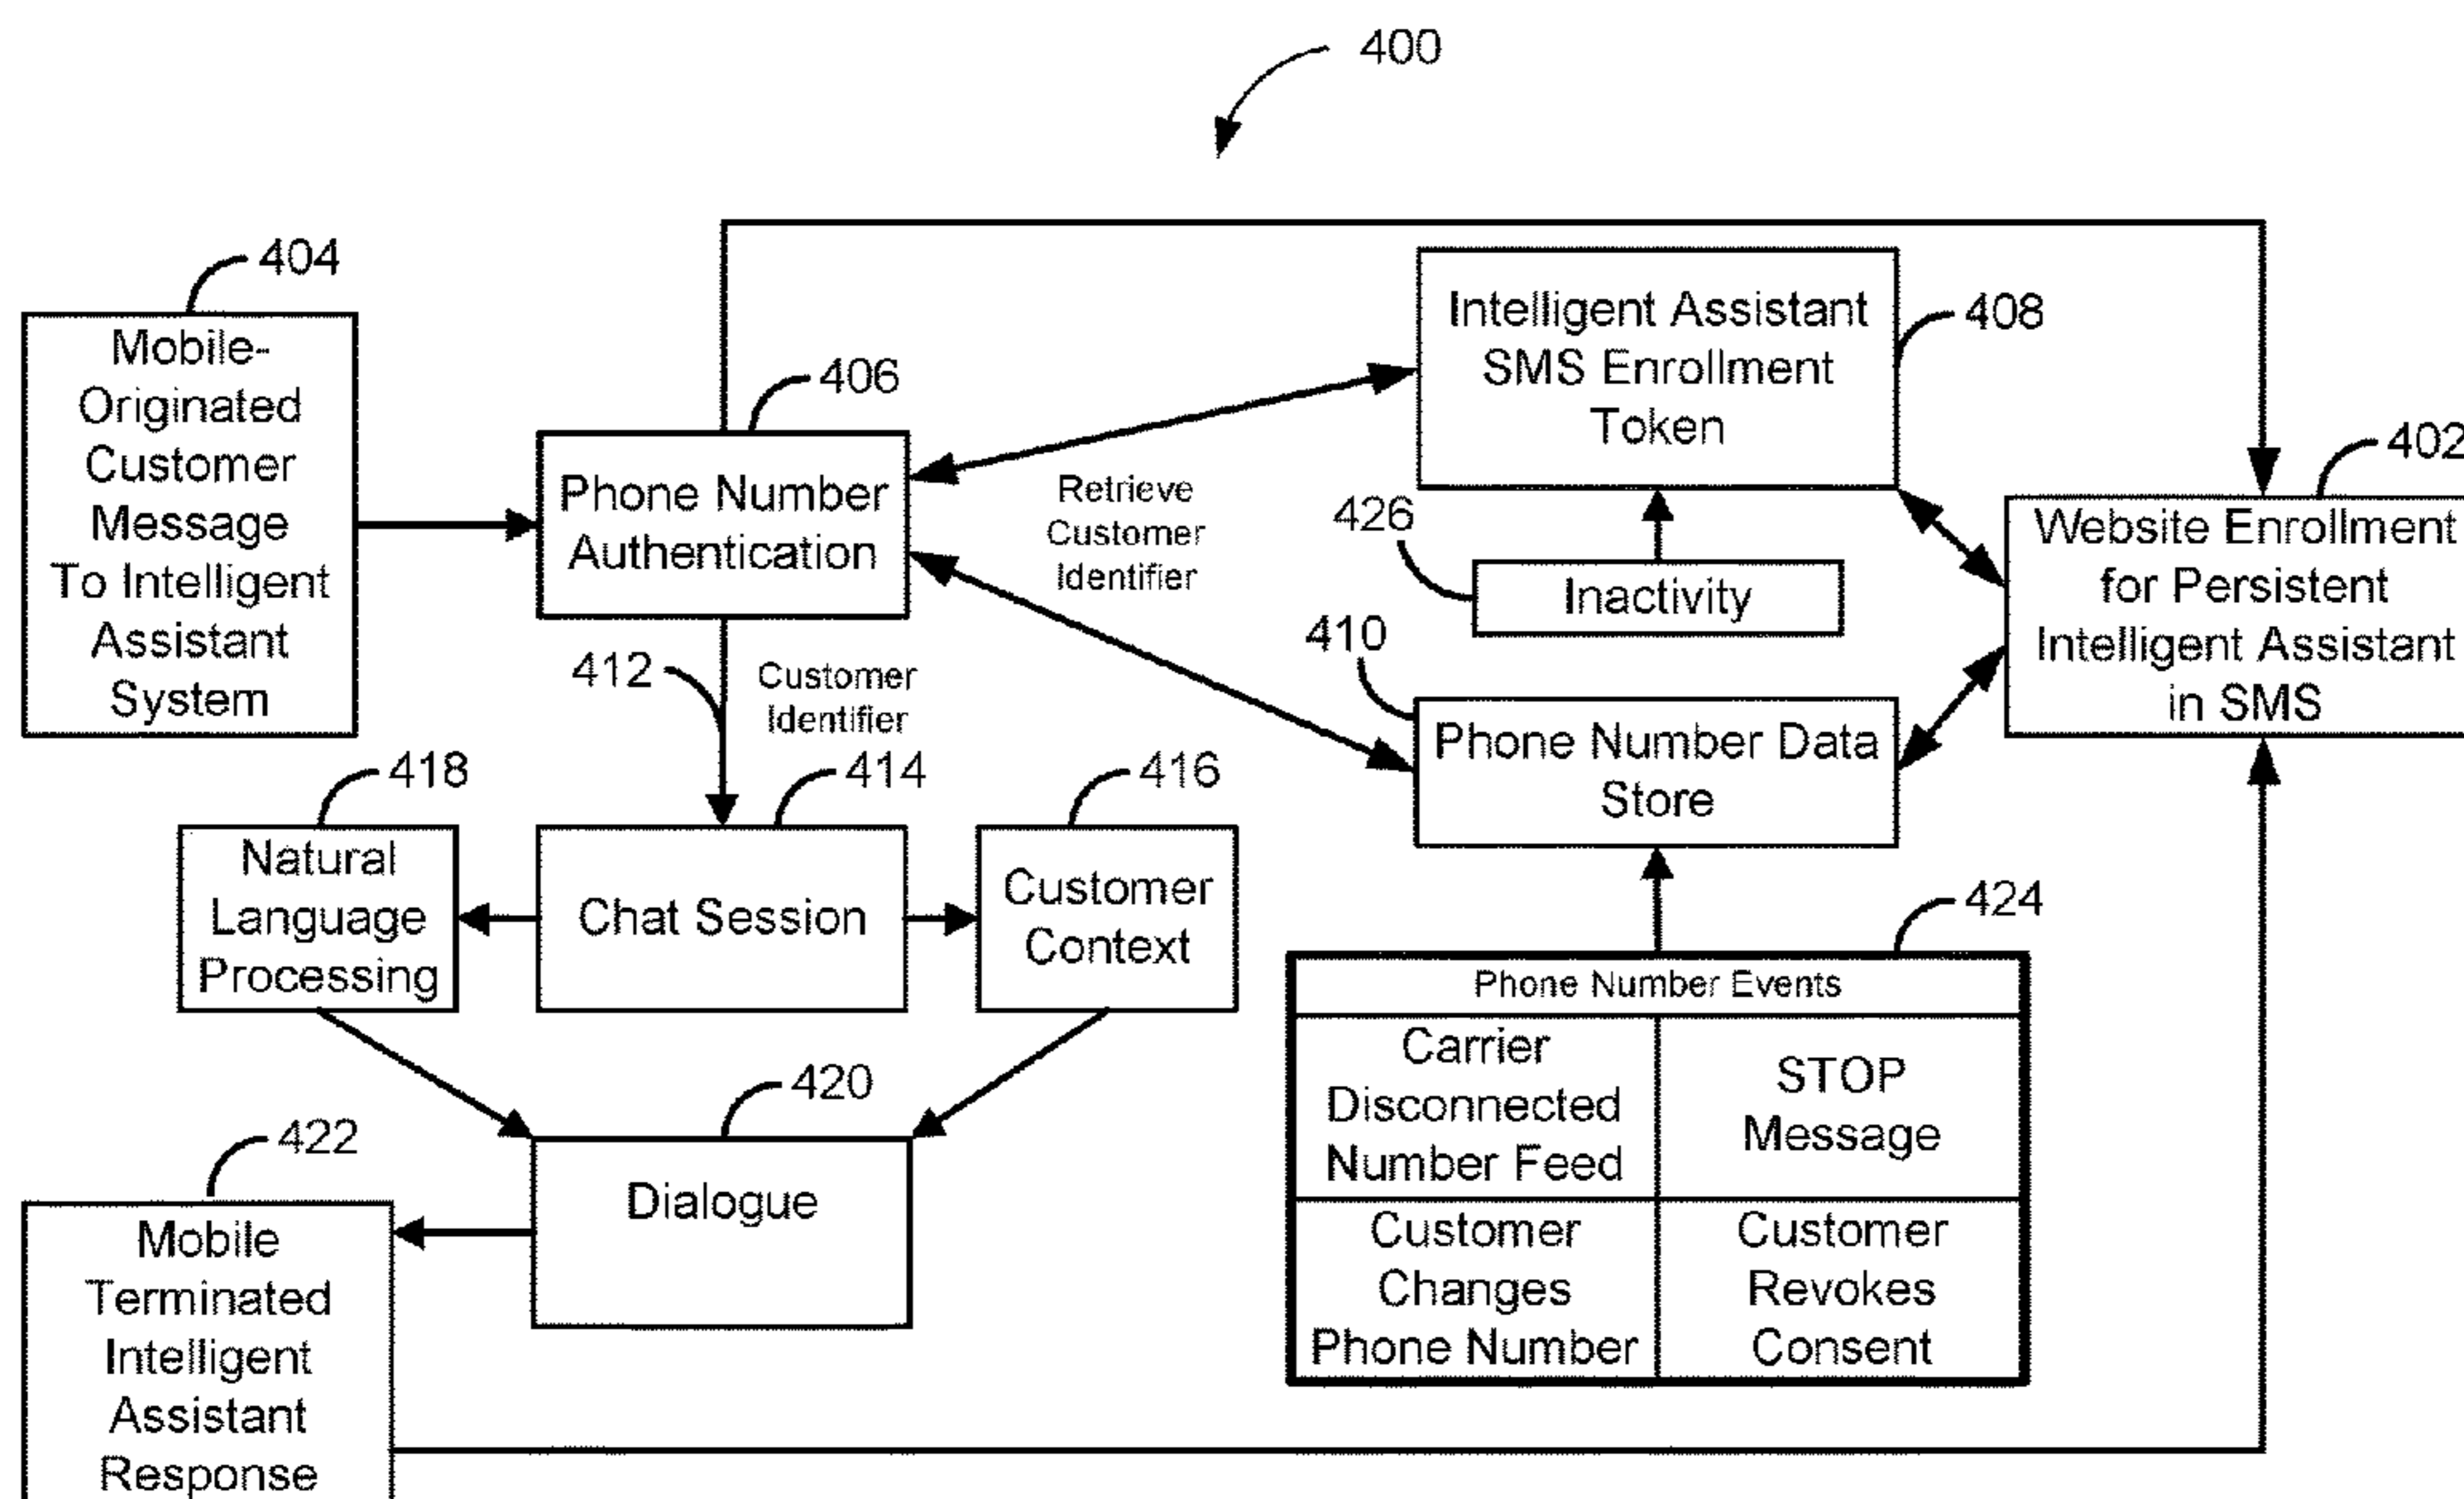 400
404
Mobile-
Originated
Customer
Message
To Intelligent
Assistant
System
406
Phone Number
Authentication
Intelligent Assistant
SMS Enrollment
Token
408
402
Website Enrollment
for Persistent
Intelligent Assistant
in SMS
Retrieve
Customer
Identifier
426
Inactivity
410
Phone Number Data
Store
412
Customer
Identifier
418
Natural
Language
Processing
414
Chat Session
416
Customer
Context
424
Phone Number Events
Carrier
Disconnected
Number Feed
STOP
Message
Customer
Changes
Phone Number
Customer
Revokes
Consent
420
Dialogue
422
Mobile
Terminated
Intelligent
Assistant
Response